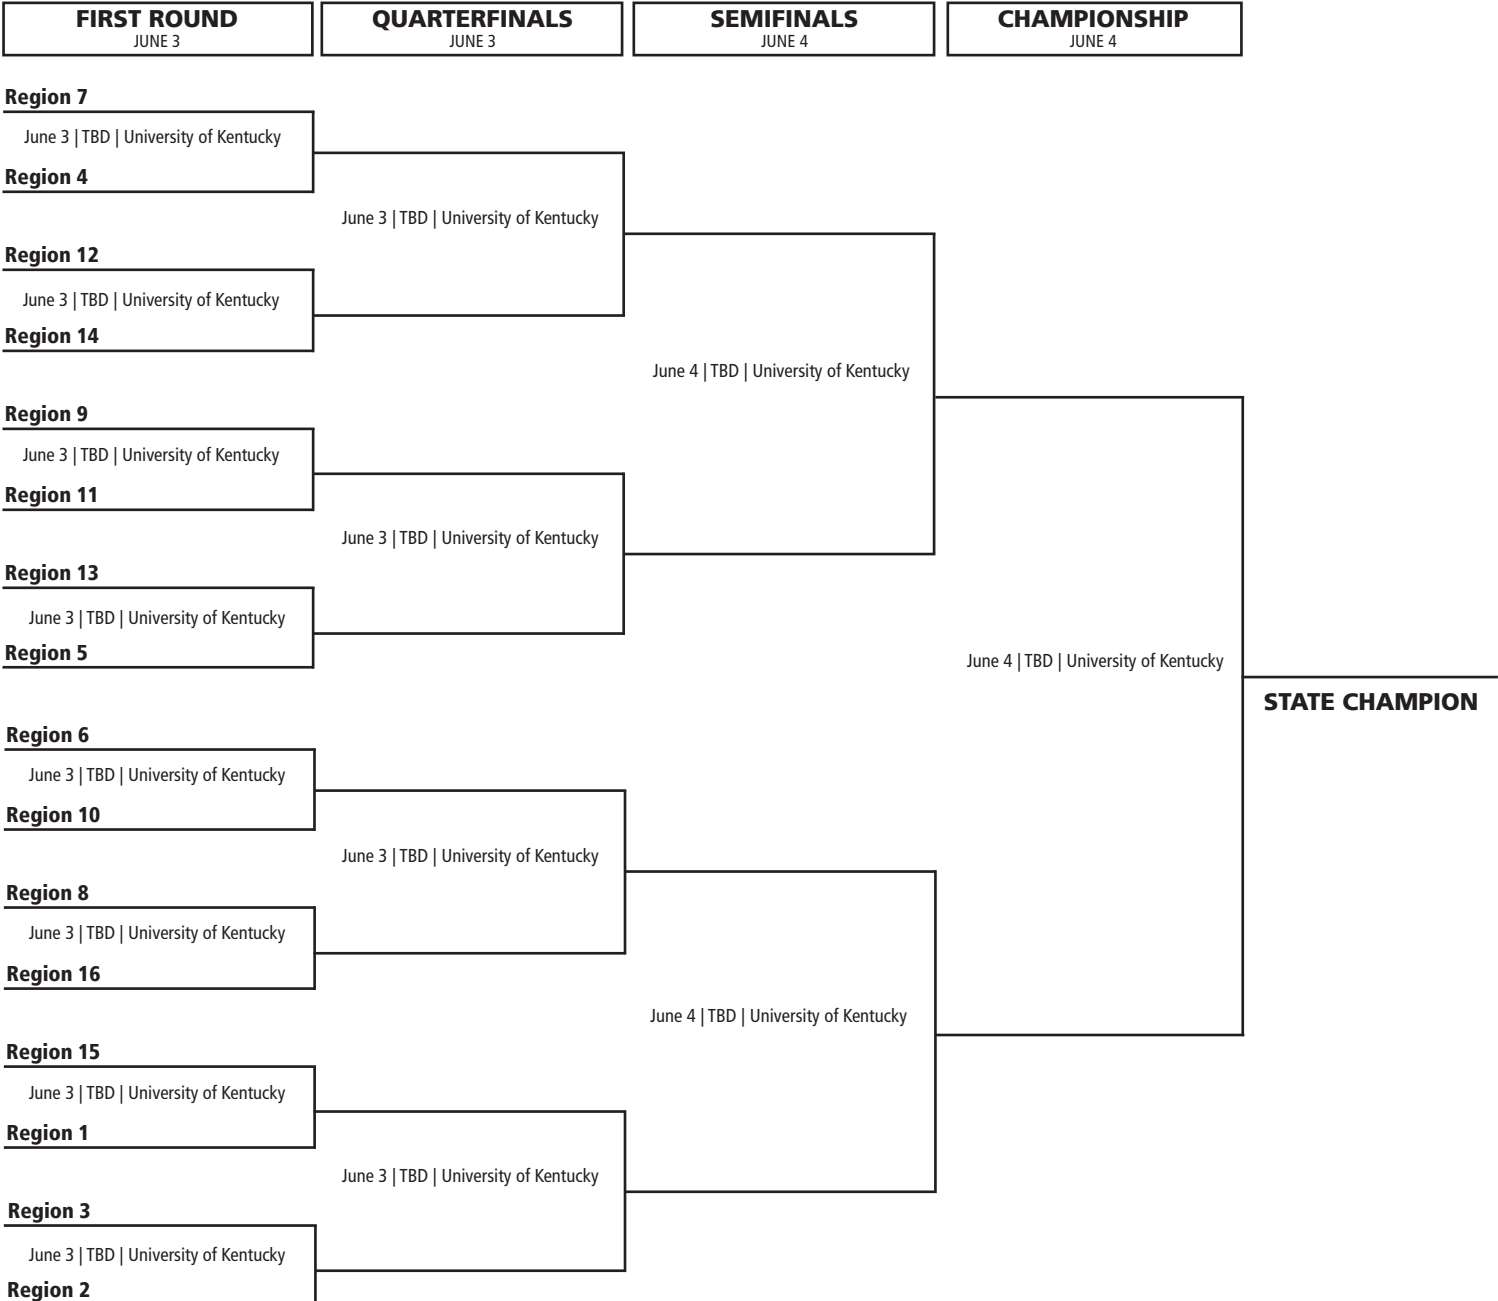 FIRST ROUND
JUNE 3
QUARTERFINALS
JUNE 3
SEMIFINALS
JUNE 4
CHAMPIONSHIP
JUNE 4
Region 7
June 3 | TBD | University of Kentucky
Region 4
June 3 | TBD | University of Kentucky
Region 12
June 3 | TBD | University of Kentucky
Region 14
June 4 | TBD | University of Kentucky
Region 9
June 3 | TBD | University of Kentucky
Region 11
June 3 | TBD | University of Kentucky
Region 13
June 3 | TBD | University of Kentucky
Region 5
June 4 | TBD | University of Kentucky
STATE CHAMPION
Region 6
June 3 | TBD | University of Kentucky
Region 10
June 3 | TBD | University of Kentucky
Region 8
June 3 | TBD | University of Kentucky
Region 16
June 4 | TBD | University of Kentucky
Region 15
June 3 | TBD | University of Kentucky
Region 1
June 3 | TBD | University of Kentucky
Region 3
June 3 | TBD | University of Kentucky
Region 2